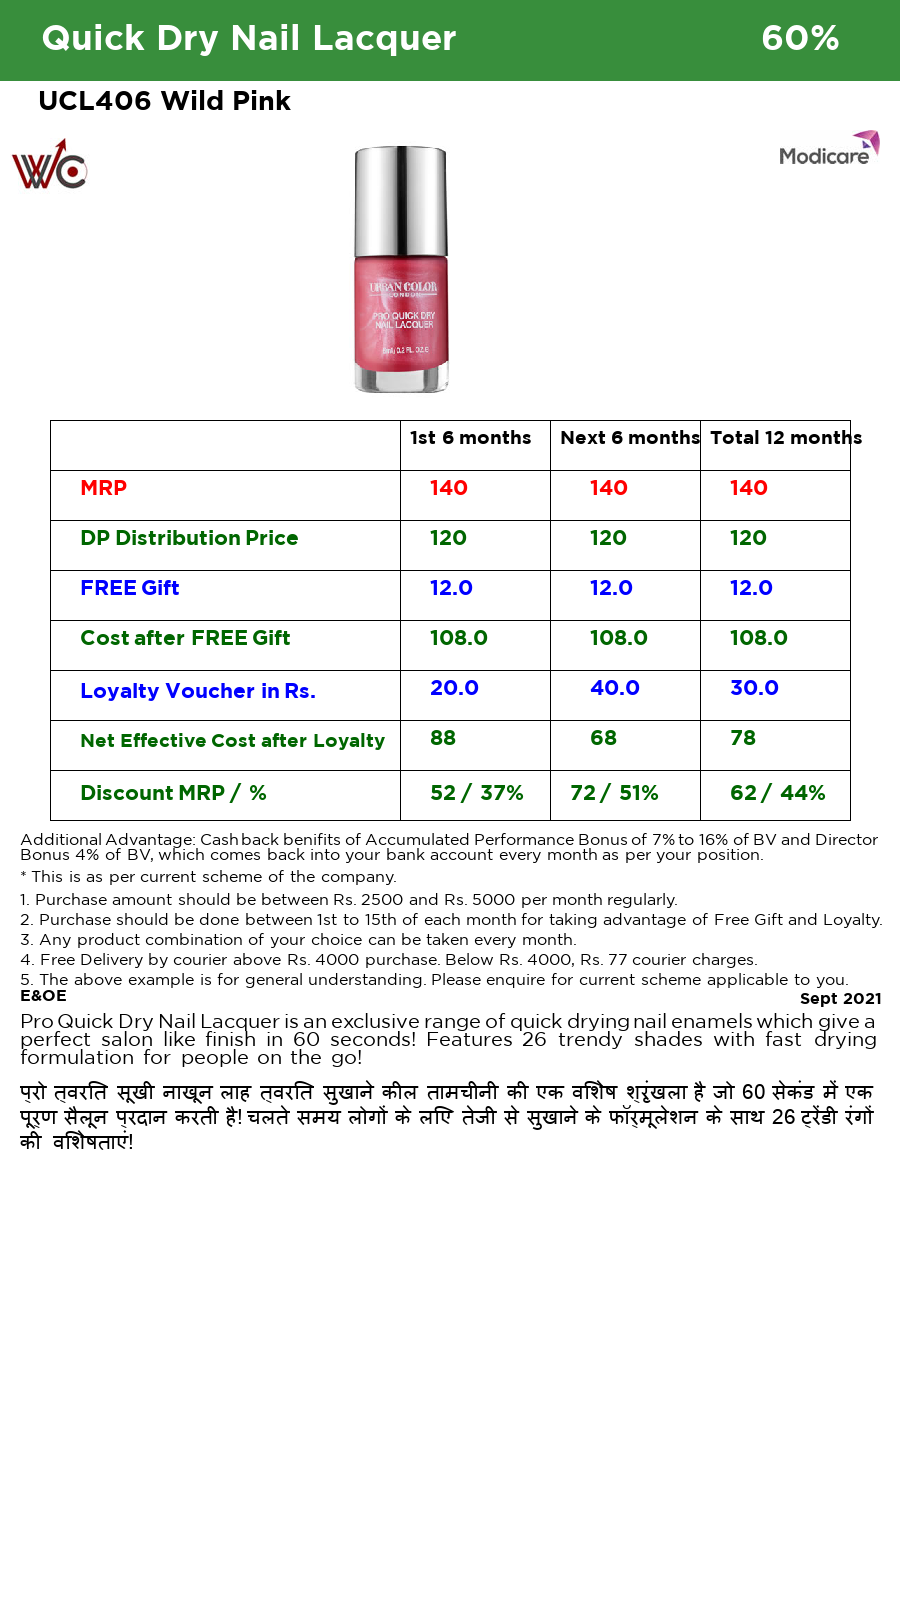 Quick Dry Nail Lacquer 60%
UCL406 Wild Pink
WC
Modicare
URBAN COLOR
LONDON
PRO QUICK DRY
NAIL LACQUER
1st 6 months Next 6 months Total 12 months
MRP 140 140 140
DP Distribution Price 120 120 120
FREE Gift 12.0 12.0 12.0
Cost after FREE Gift 108.0 108.0 108.0
Loyalty Voucher in Rs. 20.0 40.0 30.0
Net Effective Cost after Loyalty 88 68 78
Discount MRP / % 52 / 37% 72 / 51% 62 / 44%
Additional Advantage: Cashback benifits of Accumulated Performance Bonus of 7% to 16% of BV and Director
Bonus 4% of BV, which comes back into your bank account every month as per your position.
* This is as per current scheme of the company.
1. Purchase amount should be between Rs. 2500 and Rs. 5000 per month regularly.
2. Purchase should be done between 1st to 15th of each month for taking advantage of Free Gift and Loyalty.
3. Any product combination of your choice can be taken every month.
4. Free Delivery by courier above Rs. 4000 purchase. Below Rs. 4000, Rs. 77 courier charges.
5. The above example is for general understanding. Please enquire for current scheme applicable to you.
E&OE
Sept 2021
Pro Quick Dry Nail Lacquer is an exclusive range of quick drying nail enamels which give a
perfect salon like finish in 60 seconds! Features 26 trendy shades with fast drying
formulation for people on the go!
प्रो त्वरित सूखी नाखून लाह त्वरित सुखाने कील तामचीनी की एक विशेष श्रृंखला है जो 60 सेकंड में एक
पूर्ण सैलून प्रदान करती है! चलते समय लोगों के लिए तेजी से सुखाने के फॉर्मूलेशन के साथ 26 ट्रेंडी रंगों
की विशेषताएं!